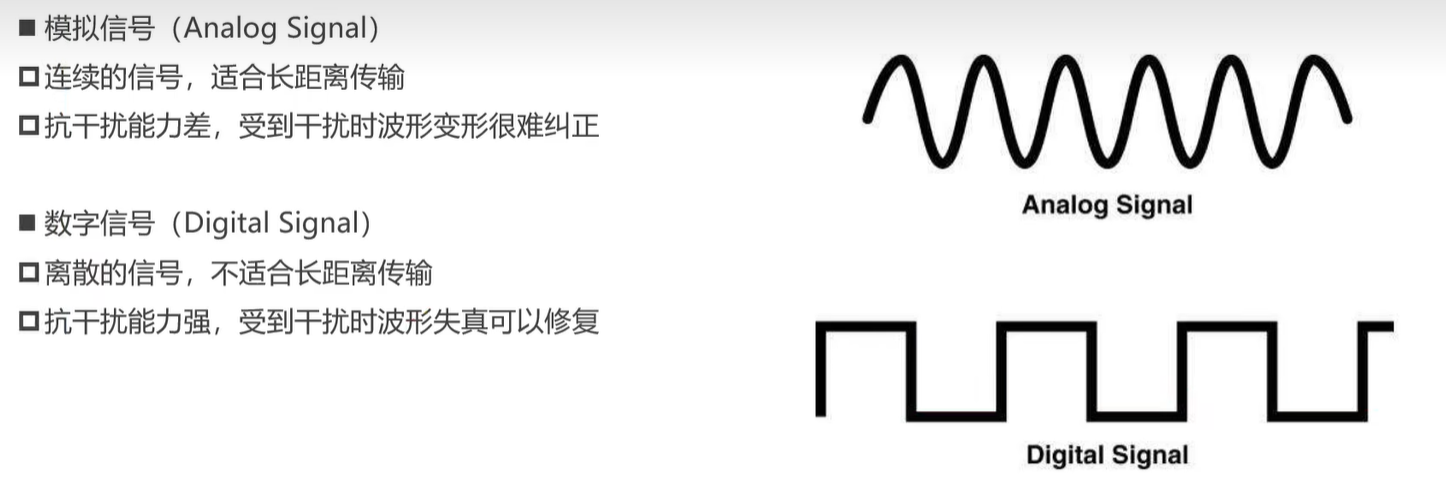 ■ 模拟信号（Analog Signal）
□ 连续的信号，适合长距离传输
□ 抗干扰能力差，受到干扰时波形变形很难纠正
Analog Signal
■ 数字信号（Digital Signal）
□ 离散的信号，不适合长距离传输
□ 抗干扰能力强，受到干扰时波形失真可以修复
Digital Signal